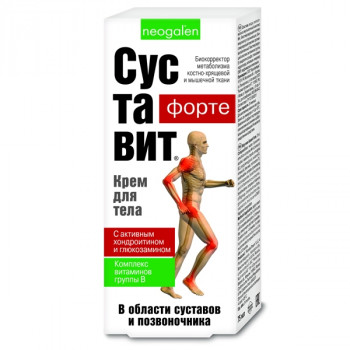 neogalen
Биокорректор
метаболизма
костно-хрящевой
и мышечной ткани
Сус
та
вит®
форте
Крем
для
тела
С активным
хондроитином
и глюкозамином
Комплекс
витаминов
группы В
В области суставов
и позвоночника